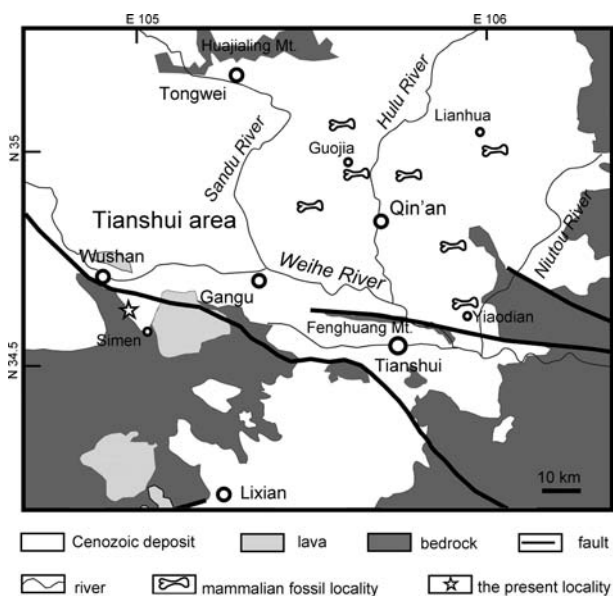 E 105
E 106
Huajialing Mt.
Tongwei
Hulu River
Lianhua
N 35
Guojia
Sandu River
Qin'an
Tianshui area
Niutou River
Wushan
Weihe River
Gangu
Yiaodian
Simen
Fenghuang Mt.
N 34.5
Tianshui
10 km
Lixian
Cenozoic deposit
lava
bedrock
fault
river
mammalian fossil locality
the present locality